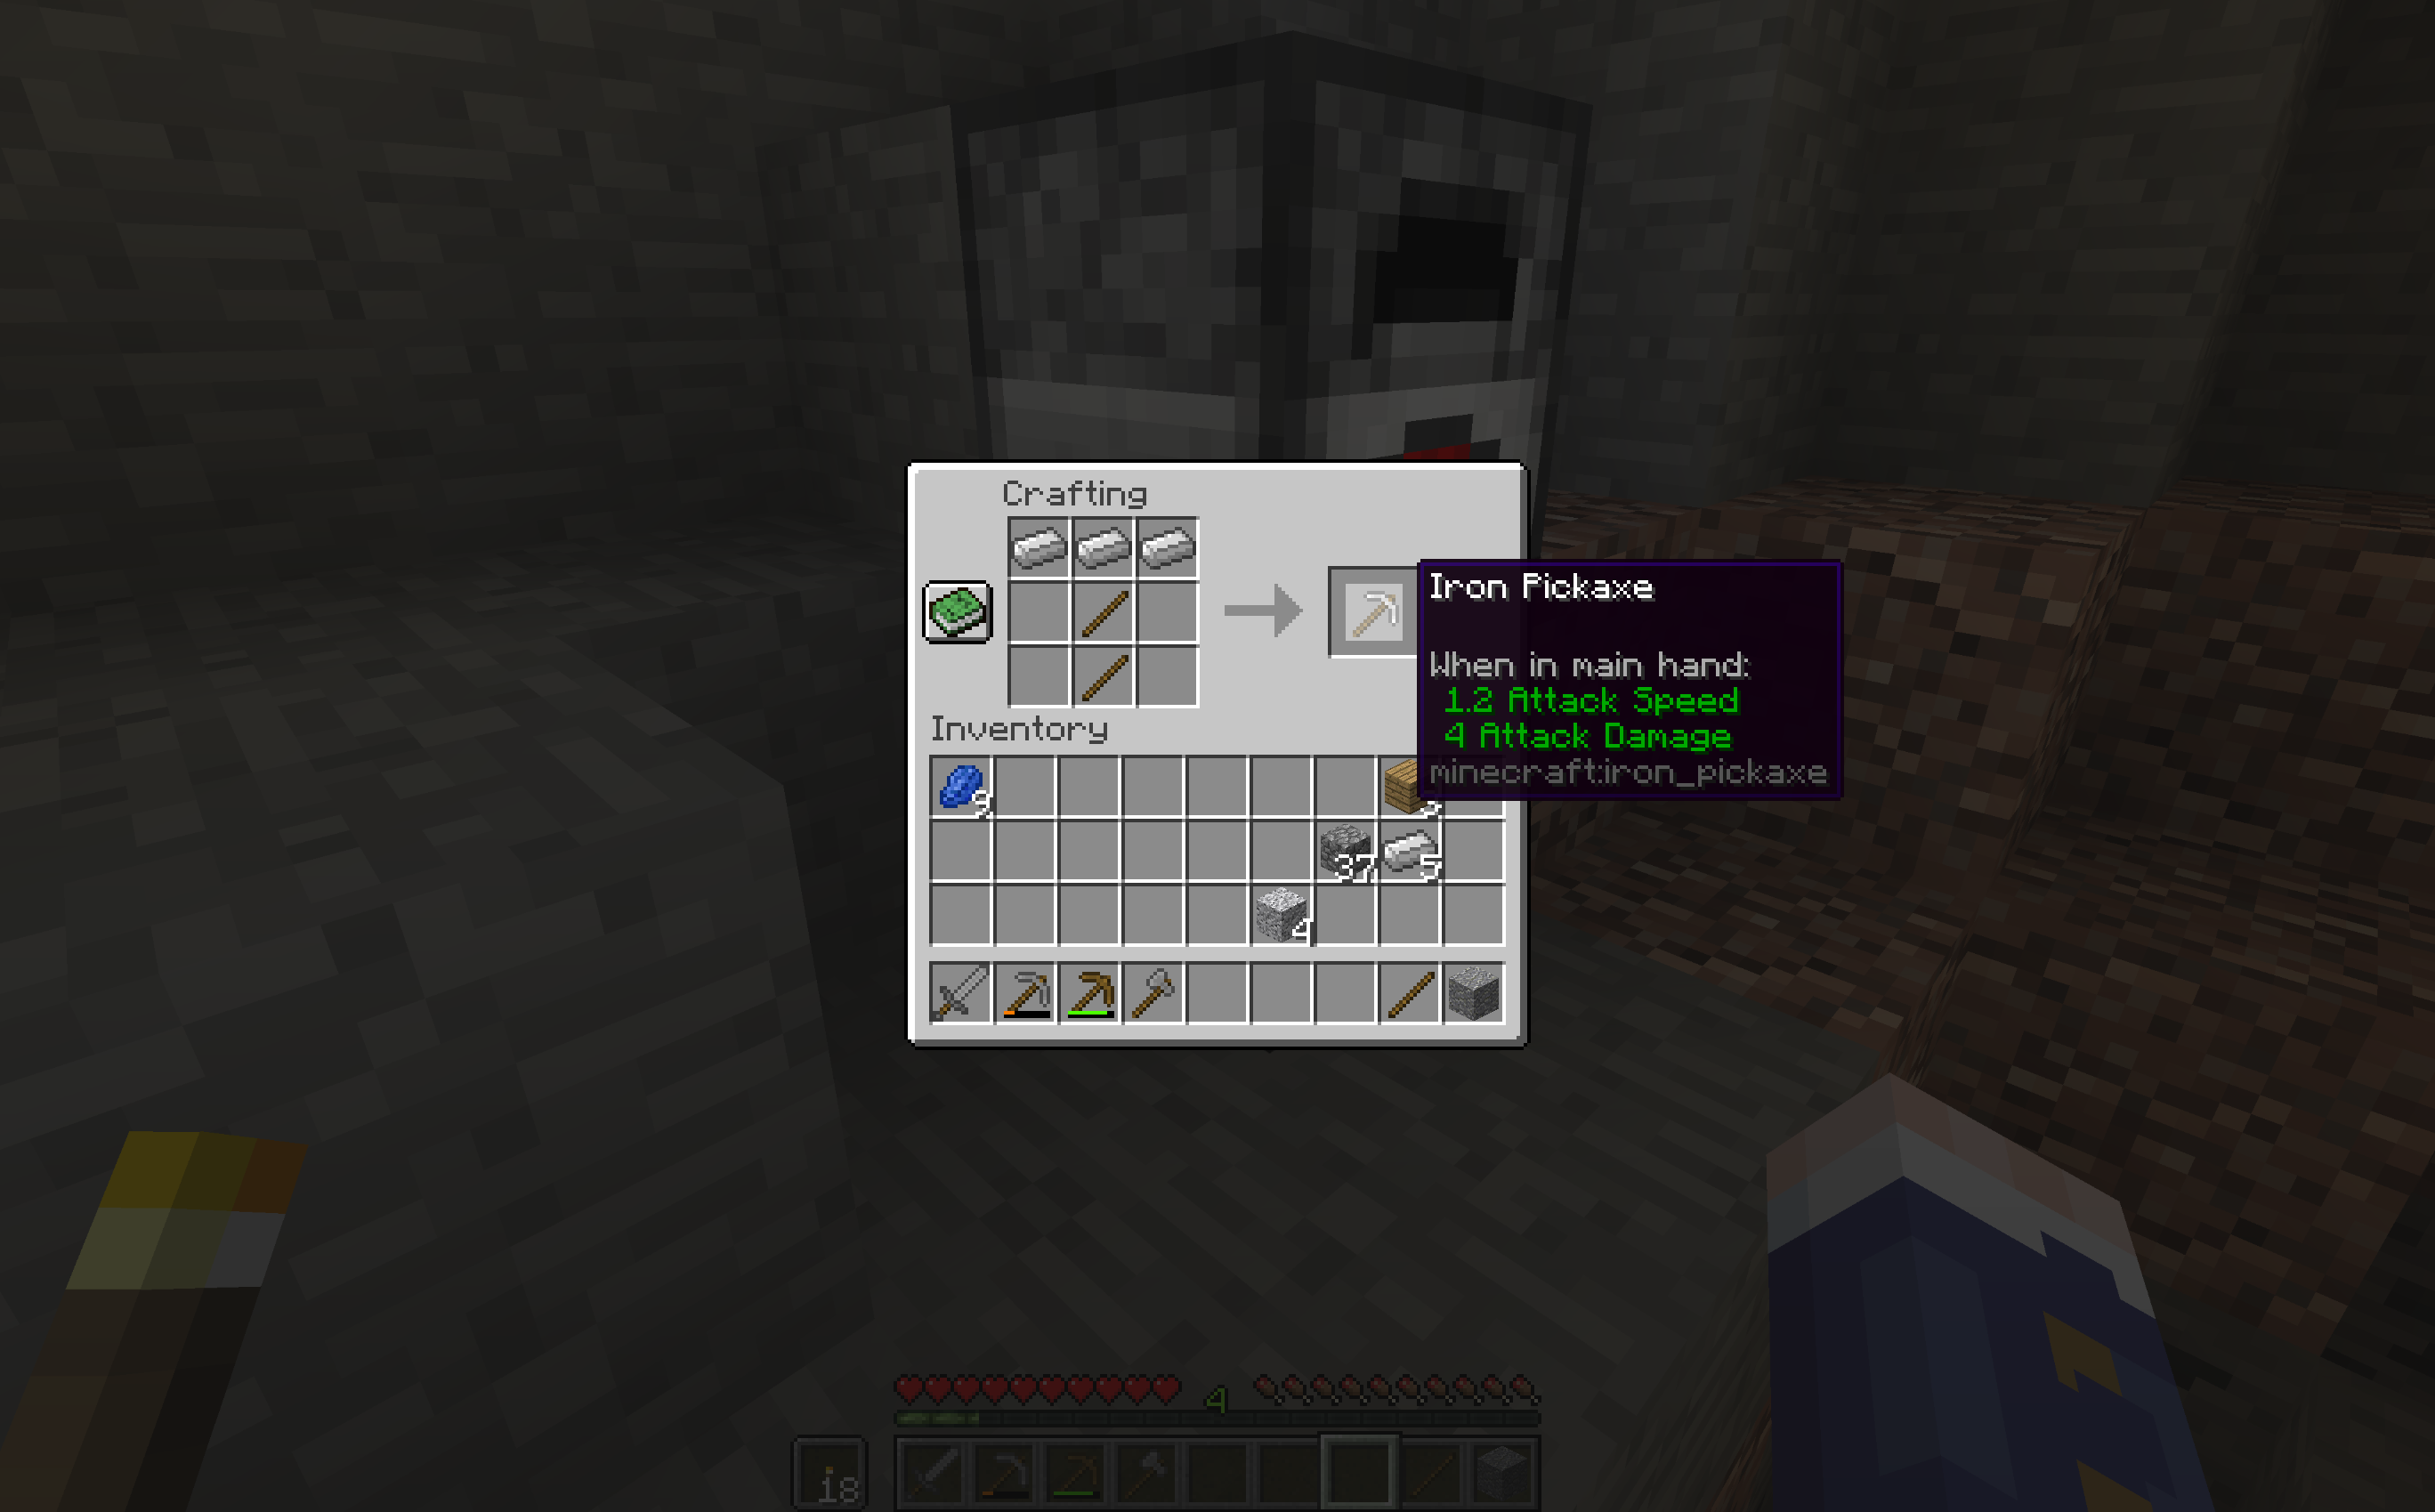 Crafting
Iron Pickaxe
When in main hand:
1.2 Attack Speed
4 Attack Damage
minecraft:iron_pickaxe
Inventory
9
37
5
4
4
18